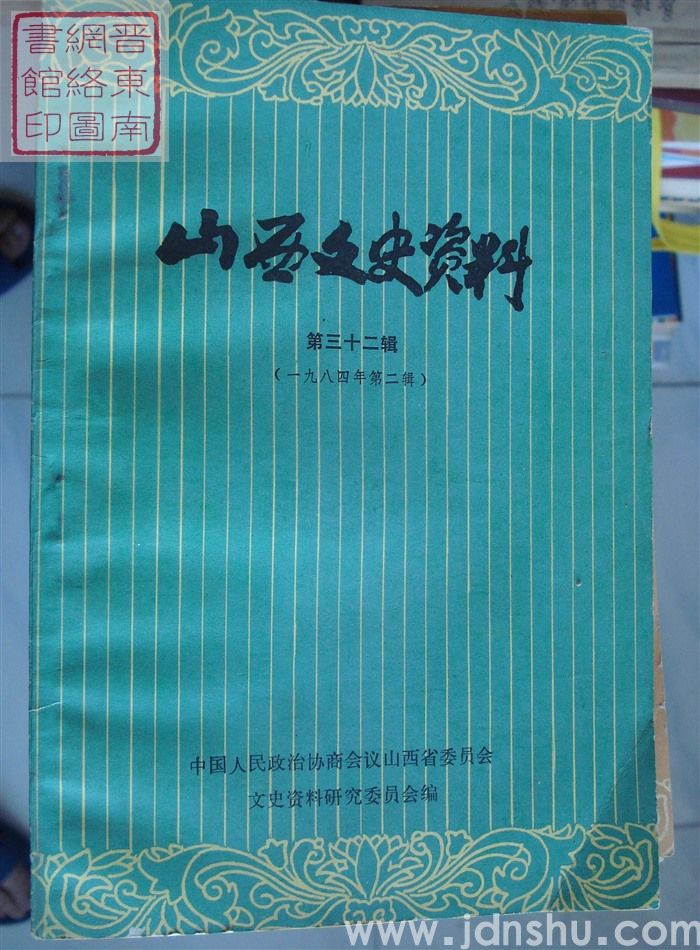 晋東南
網絡圖
書館印
山西文史资料
第三十二辑
（一九八四年第二辑）
中国人民政治协商会议山西省委员会
文史资料研究委员会编
www.jdnshu.com